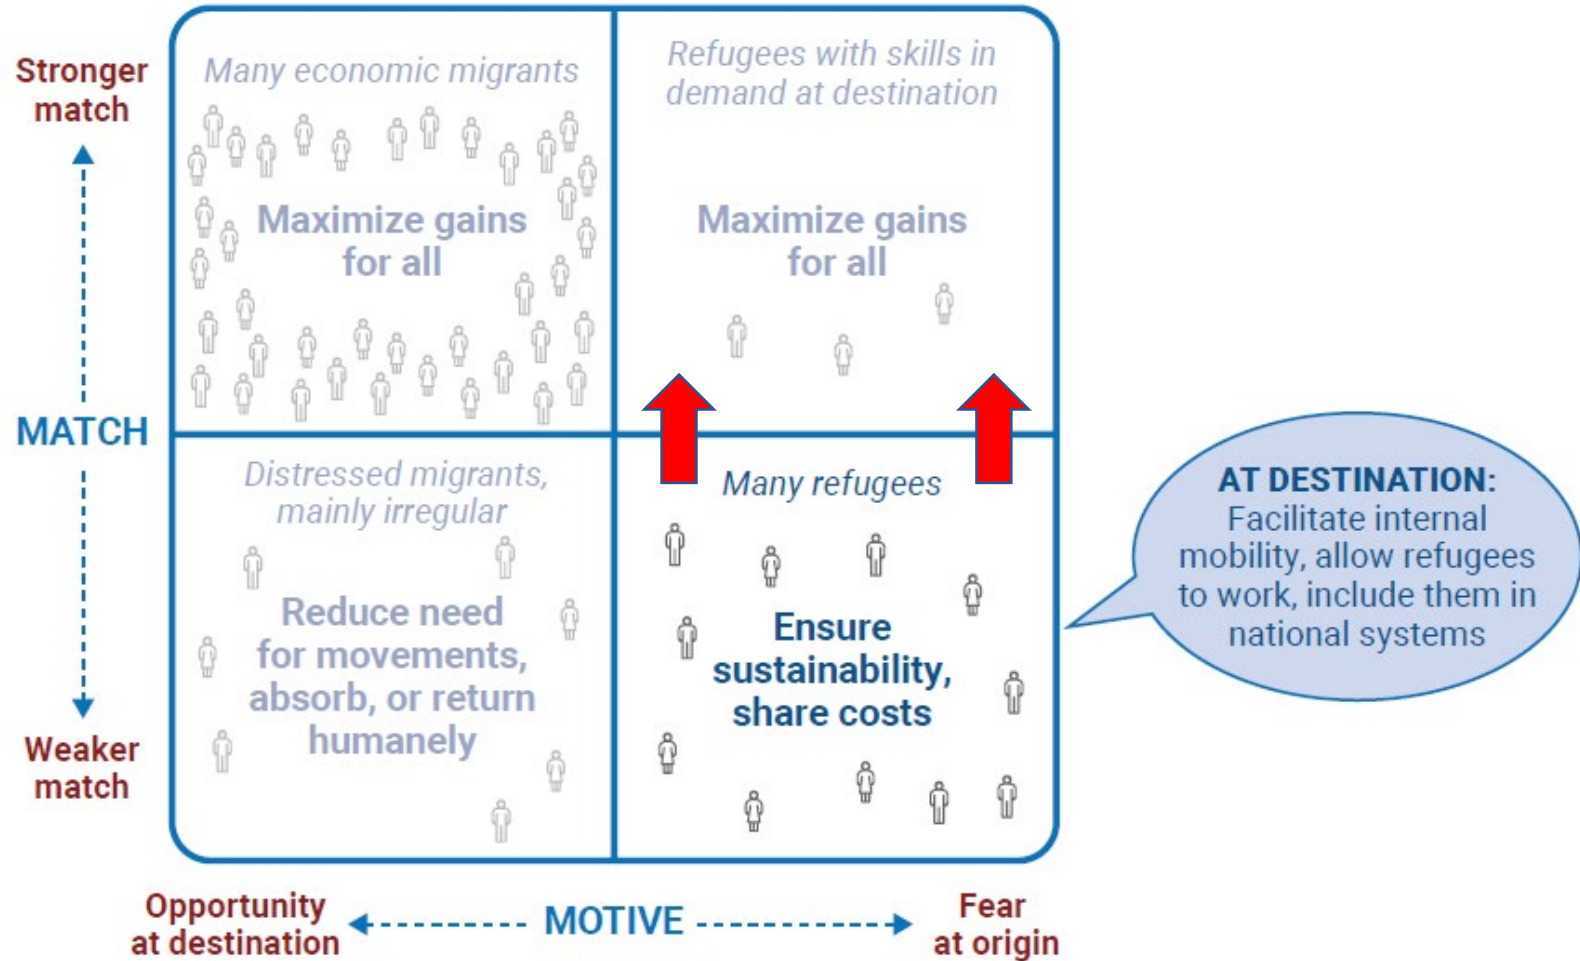 Stronger
match
Many economic migrants
Maximize gains
for all
Refugees with skills in
demand at destination
Maximize gains
for all
MATCH
Distressed migrants,
mainly irregular
Reduce need
for movements,
absorb, or return
humanely
Many refugees
Ensure
sustainability,
share costs
AT DESTINATION:
Facilitate internal
mobility, allow refugees
to work, include them in
national systems
Weaker
match
Opportunity
at destination
MOTIVE
Fear
at origin